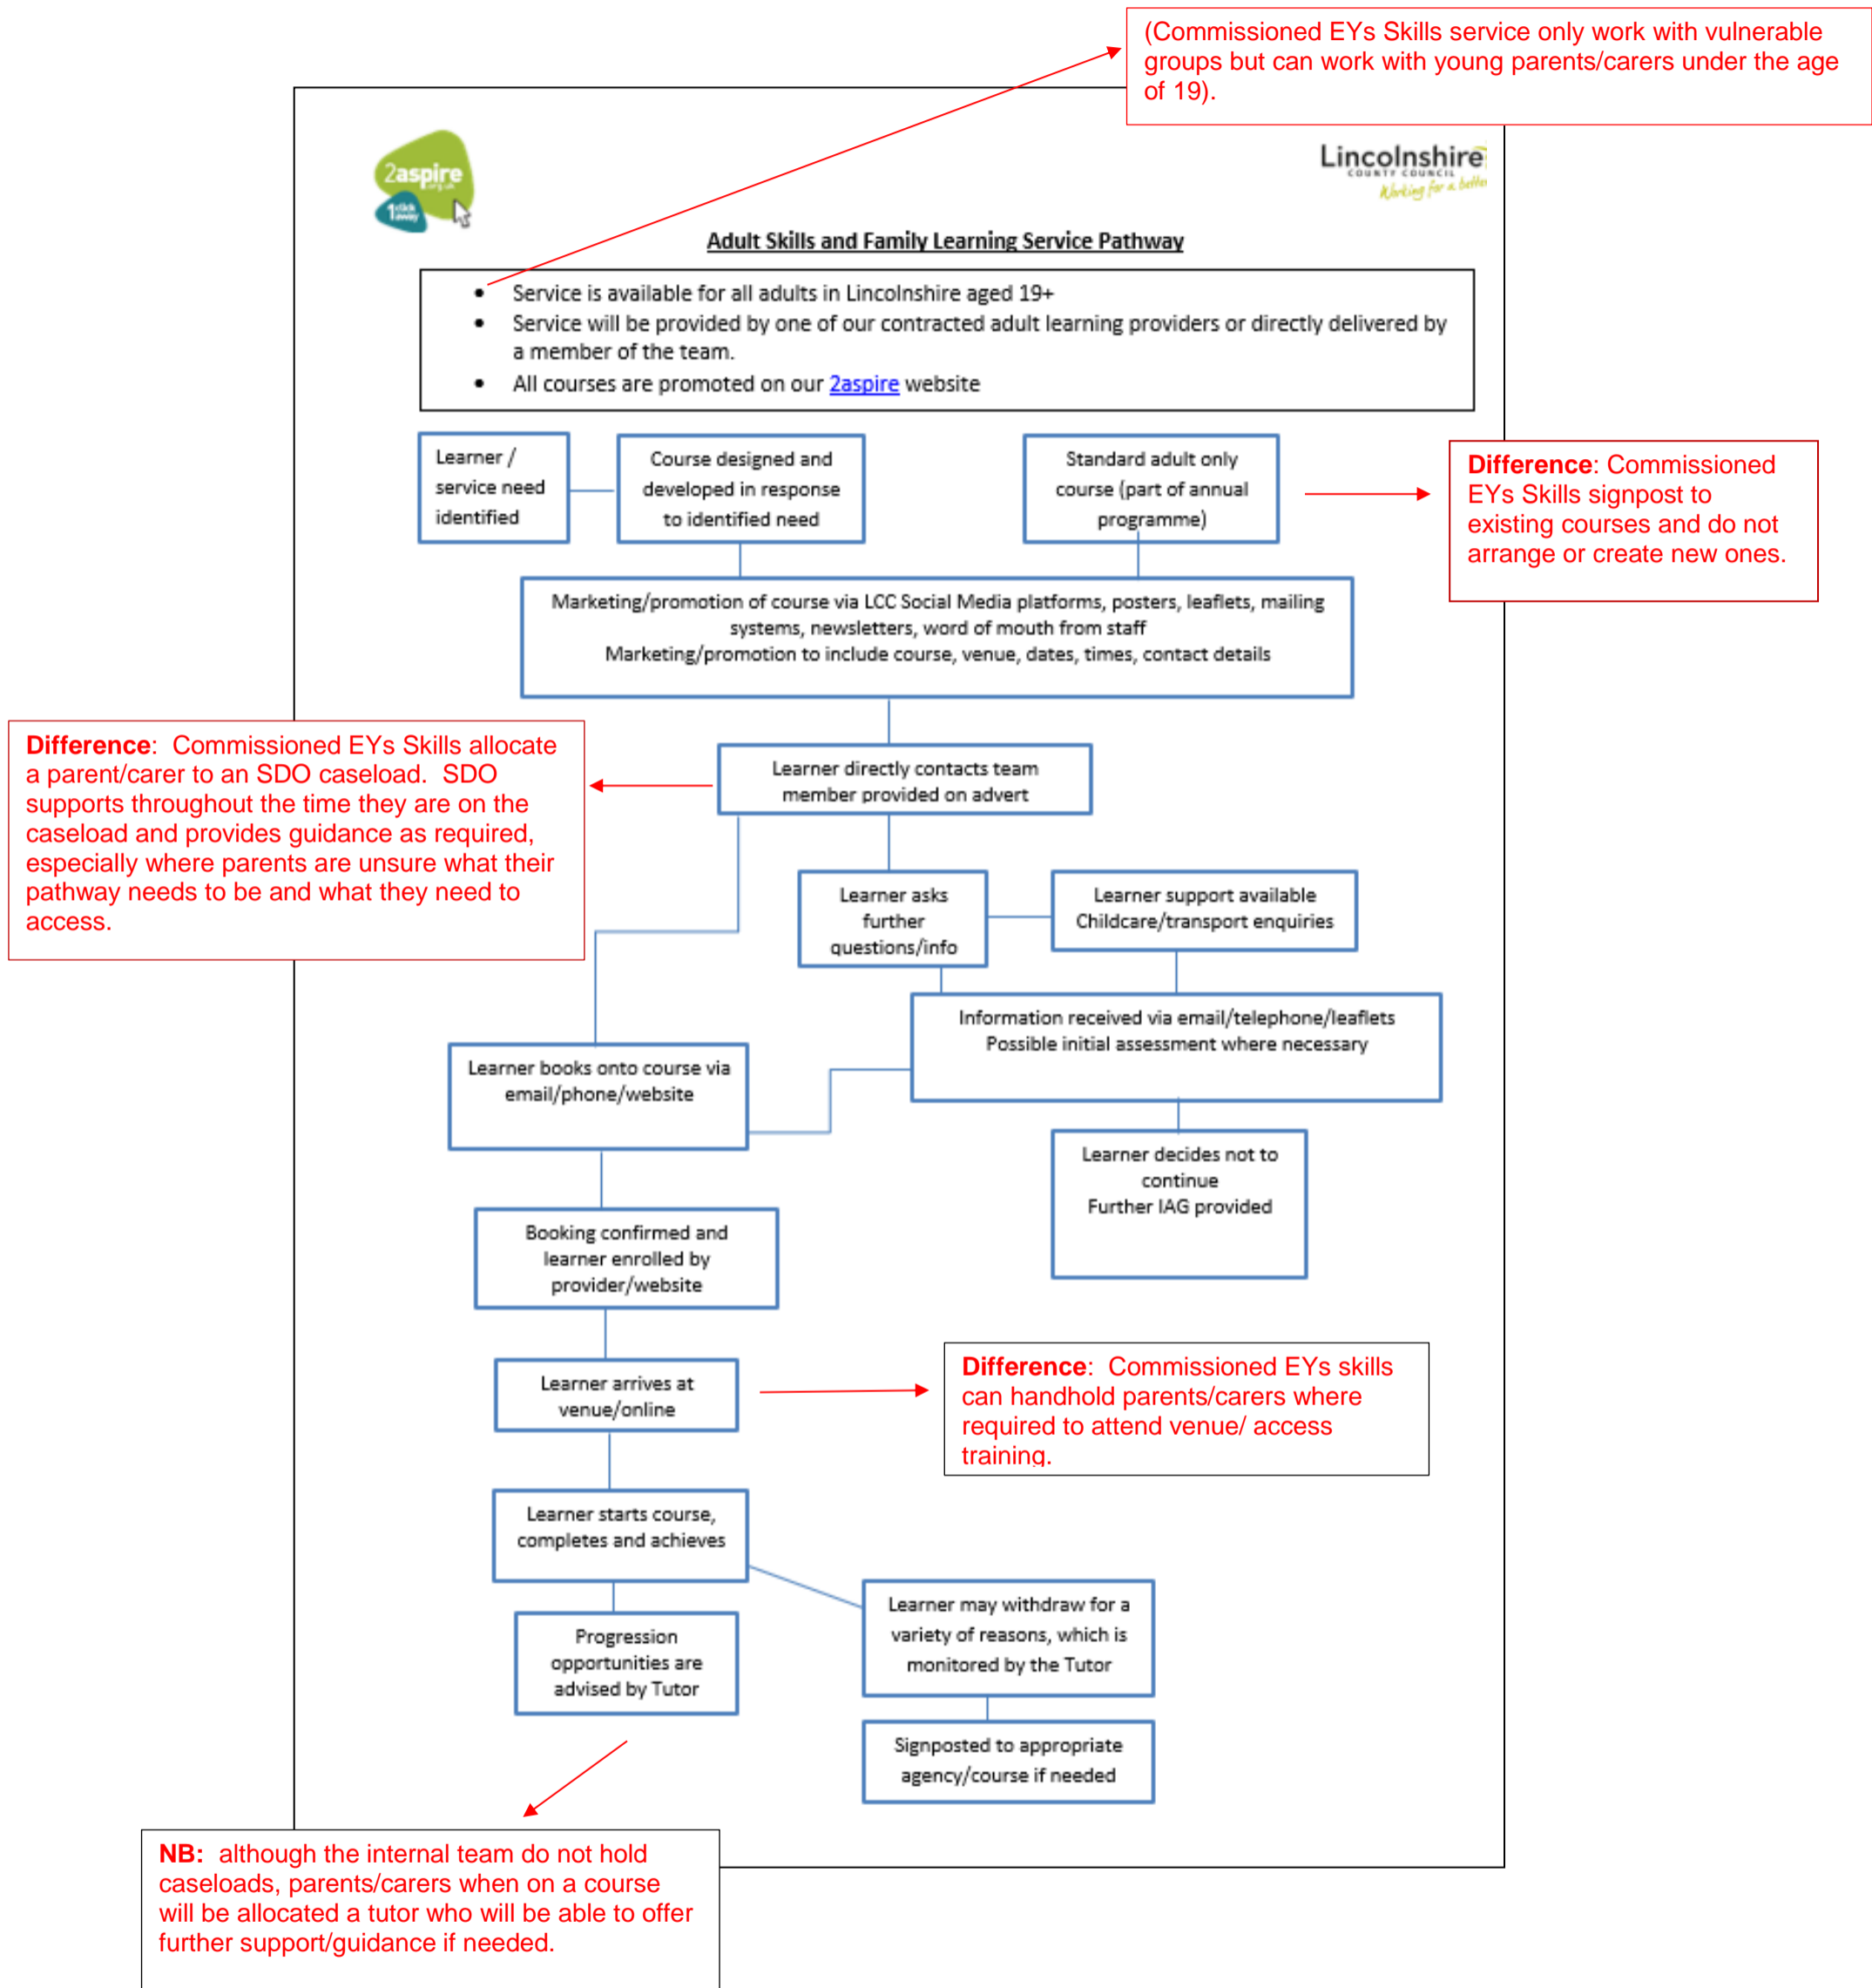 (Commissioned EYs Skills service only work with vulnerable
groups but can work with young parents/carers under the age
of 19).
2aspire
.org.uk
1click
away
Lincolnshire
COUNTY COUNCIL
Working for a better
Adult Skills and Family Learning Service Pathway
• Service is available for all adults in Lincolnshire aged 19+
• Service will be provided by one of our contracted adult learning providers or directly delivered by
a member of the team.
• All courses are promoted on our 2aspire website
Learner /
service need
identified
Course designed and
developed in response
to identified need
Standard adult only
course (part of annual
programme)
Difference: Commissioned
EYs Skills signpost to
existing courses and do not
arrange or create new ones.
Marketing/promotion of course via LCC Social Media platforms, posters, leaflets, mailing
systems, newsletters, word of mouth from staff
Marketing/promotion to include course, venue, dates, times, contact details
Difference: Commissioned EYs Skills allocate
a parent/carer to an SDO caseload. SDO
supports throughout the time they are on the
caseload and provides guidance as required,
especially where parents are unsure what their
pathway needs to be and what they need to
access.
Learner directly contacts team
member provided on advert
Learner asks
further
questions/info
Learner support available
Childcare/transport enquiries
Information received via email/telephone/leaflets
Possible initial assessment where necessary
Learner books onto course via
email/phone/website
Learner decides not to
continue
Further IAG provided
Booking confirmed and
learner enrolled by
provider/website
Learner arrives at
venue/online
Difference: Commissioned EYs skills
can handhold parents/carers where
required to attend venue/ access
training.
Learner starts course,
completes and achieves
Learner may withdraw for a
variety of reasons, which is
monitored by the Tutor
Progression
opportunities are
advised by Tutor
Signposted to appropriate
agency/course if needed
NB: although the internal team do not hold
caseloads, parents/carers when on a course
will be allocated a tutor who will be able to offer
further support/guidance if needed.